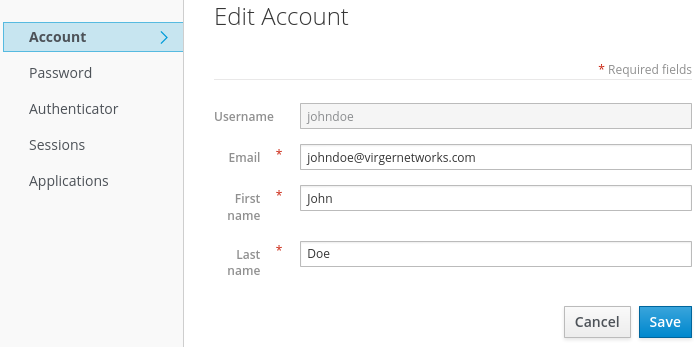 Edit Account
Account
Password
Authenticator
Sessions
Applications
* Required fields
Username
johndoe
Email *
johndoe@virgernetworks.com
First *
name
John
Last *
name
Doe
Cancel
Save